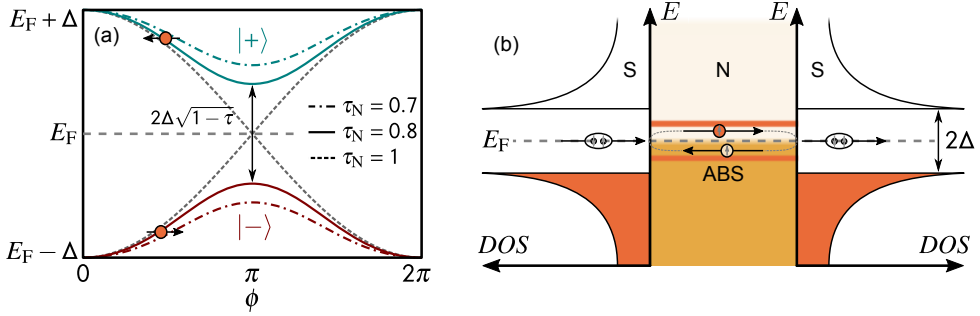 E_F + Δ
(a)
|+⟩
2Δ√1 − τ
τ_N = 0.7
E_F
τ_N = 0.8
τ_N = 1
|−⟩
E_F − Δ
0
π
2π
ϕ
(b)
E
E
S
N
S
E_F
2Δ
ABS
DOS
DOS